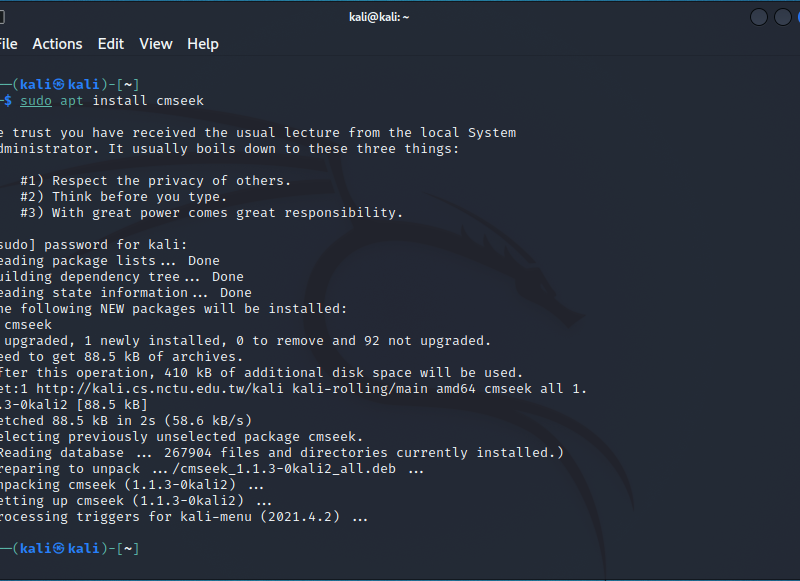 kali@kali: ~
File Actions Edit View Help
──(kali㉿kali)-[~]
─$ sudo apt install cmseek
e trust you have received the usual lecture from the local System
dministrator. It usually boils down to these three things:
#1) Respect the privacy of others.
#2) Think before you type.
#3) With great power comes great responsibility.
sudo] password for kali:
eading package lists... Done
uilding dependency tree... Done
eading state information... Done
he following NEW packages will be installed:
cmseek
upgraded, 1 newly installed, 0 to remove and 92 not upgraded.
eed to get 88.5 kB of archives.
fter this operation, 410 kB of additional disk space will be used.
et:1 http://kali.cs.nctu.edu.tw/kali kali-rolling/main amd64 cmseek all 1.
.3-0kali2 [88.5 kB]
etched 88.5 kB in 2s (58.6 kB/s)
electing previously unselected package cmseek.
Reading database ... 267904 files and directories currently installed.)
reparing to unpack .../cmseek_1.1.3-0kali2_all.deb ...
npacking cmseek (1.1.3-0kali2) ...
etting up cmseek (1.1.3-0kali2) ...
rocessing triggers for kali-menu (2021.4.2) ...
──(kali㉿kali)-[~]